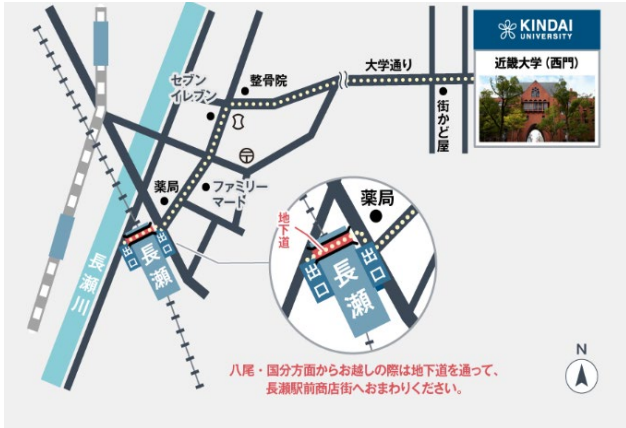 KINDAI
UNIVERSITY
近畿大学（西門）
大学通り
整骨院
セブン
イレブン
街かど屋
薬局
ファミリー
マート
長瀬川
出口
長瀬
出口
薬局
地下道
出口
長瀬
出口
N
八尾・国分方面からお越しの際は地下道を通って、
長瀬駅前商店街へおまわりください。